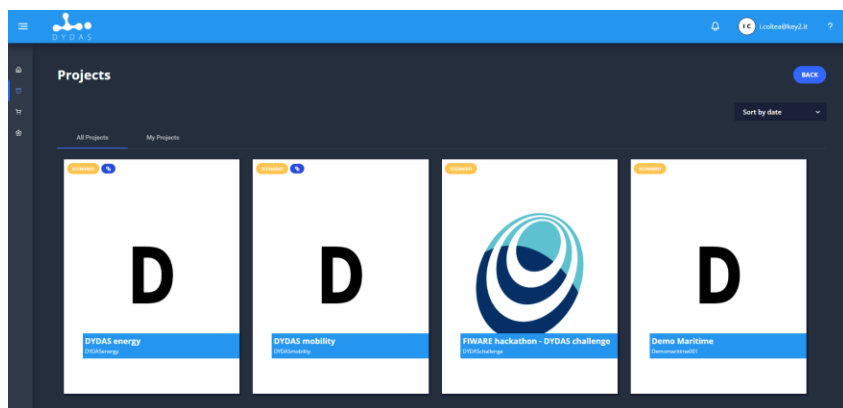 DYDAS
I C
i.coltea@key2.it
?
Projects
BACK
Sort by date
All Projects
My Projects
D
DYDAS energy
DYDASenergy
D
DYDAS mobility
DYDASmobility
FIWARE hackathon - DYDAS challenge
DYDASchallenge
D
Demo Maritime
Demomaritime001